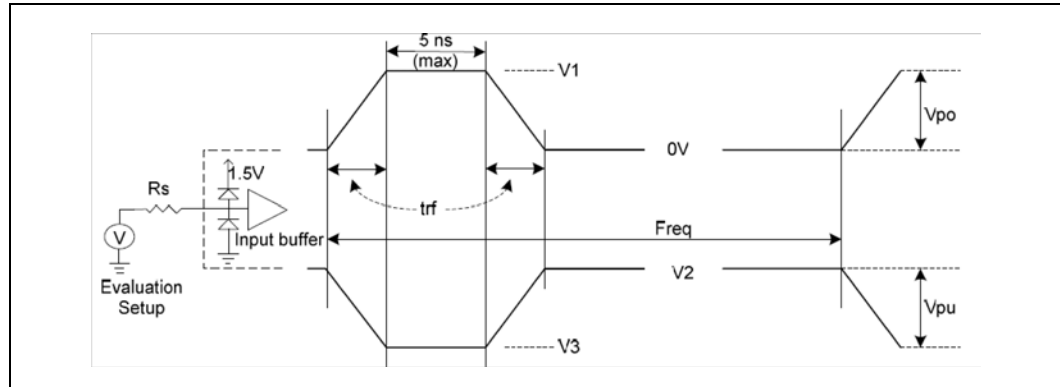 5 ns
(max)
V1
Vpo
0V
1.5V
Rs
trf
V
Input buffer
Freq
Evaluation
Setup
V2
Vpu
V3